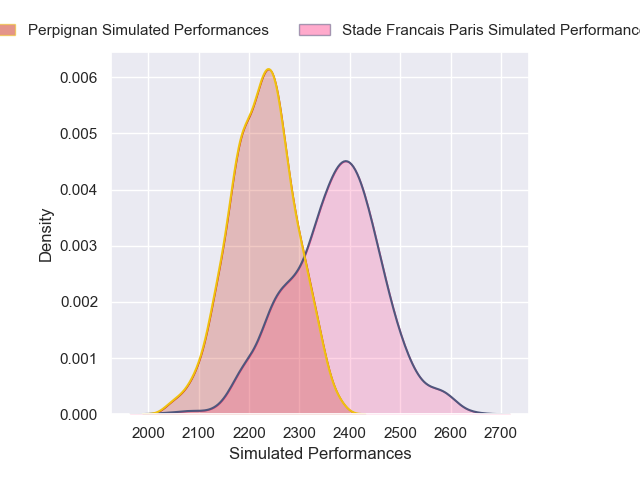 Perpignan Simulated Performances
Stade Francais Paris Simulated Performanc
0.006
0.005
0.004
0.003
0.002
0.001
0.000
Density
2000 2100 2200 2300 2400 2500 2600 2700
Simulated Performances